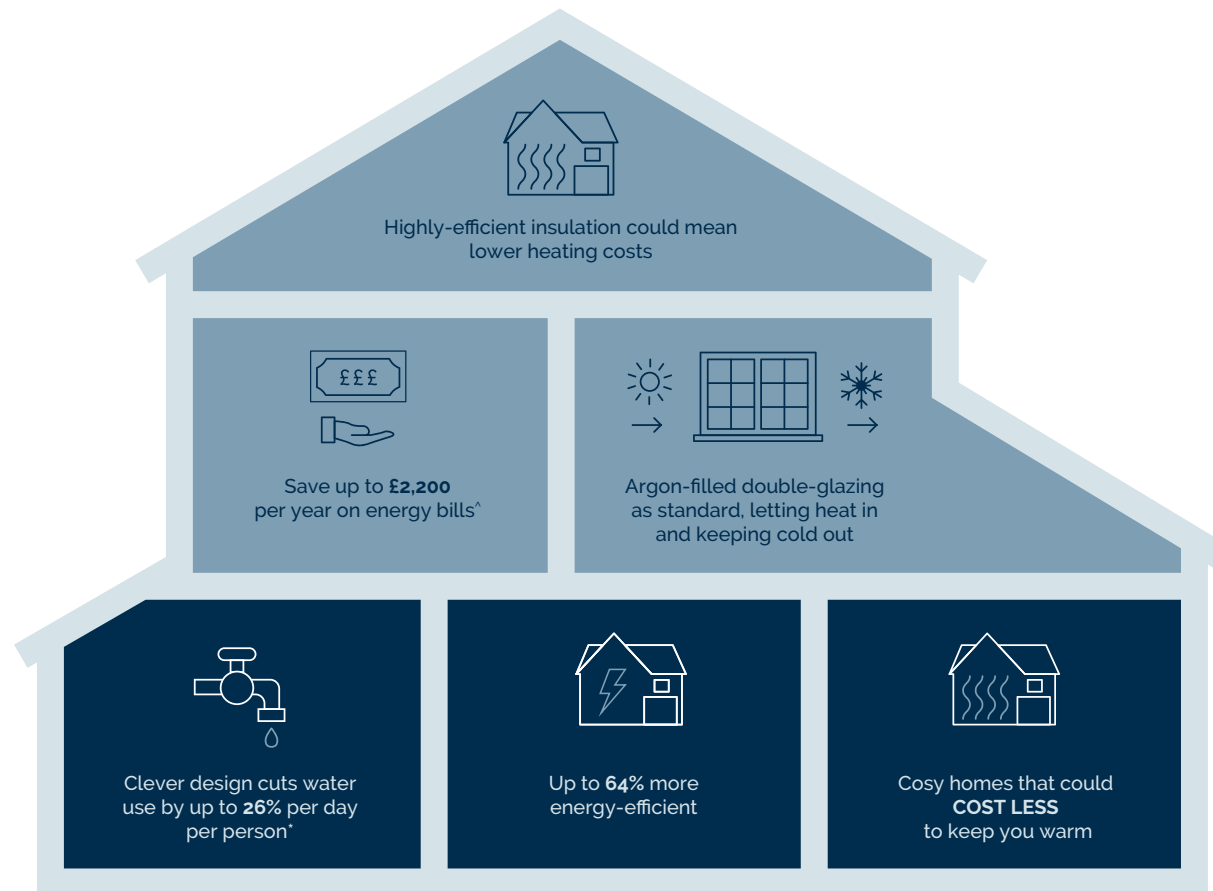 Highly-efficient insulation could mean
lower heating costs
£££
Save up to £2,200
per year on energy bills^
Argon-filled double-glazing
as standard, letting heat in
and keeping cold out
Clever design cuts water
use by up to 26% per day
per person*
Up to 64% more
energy-efficient
Cosy homes that could
COST LESS
to keep you warm